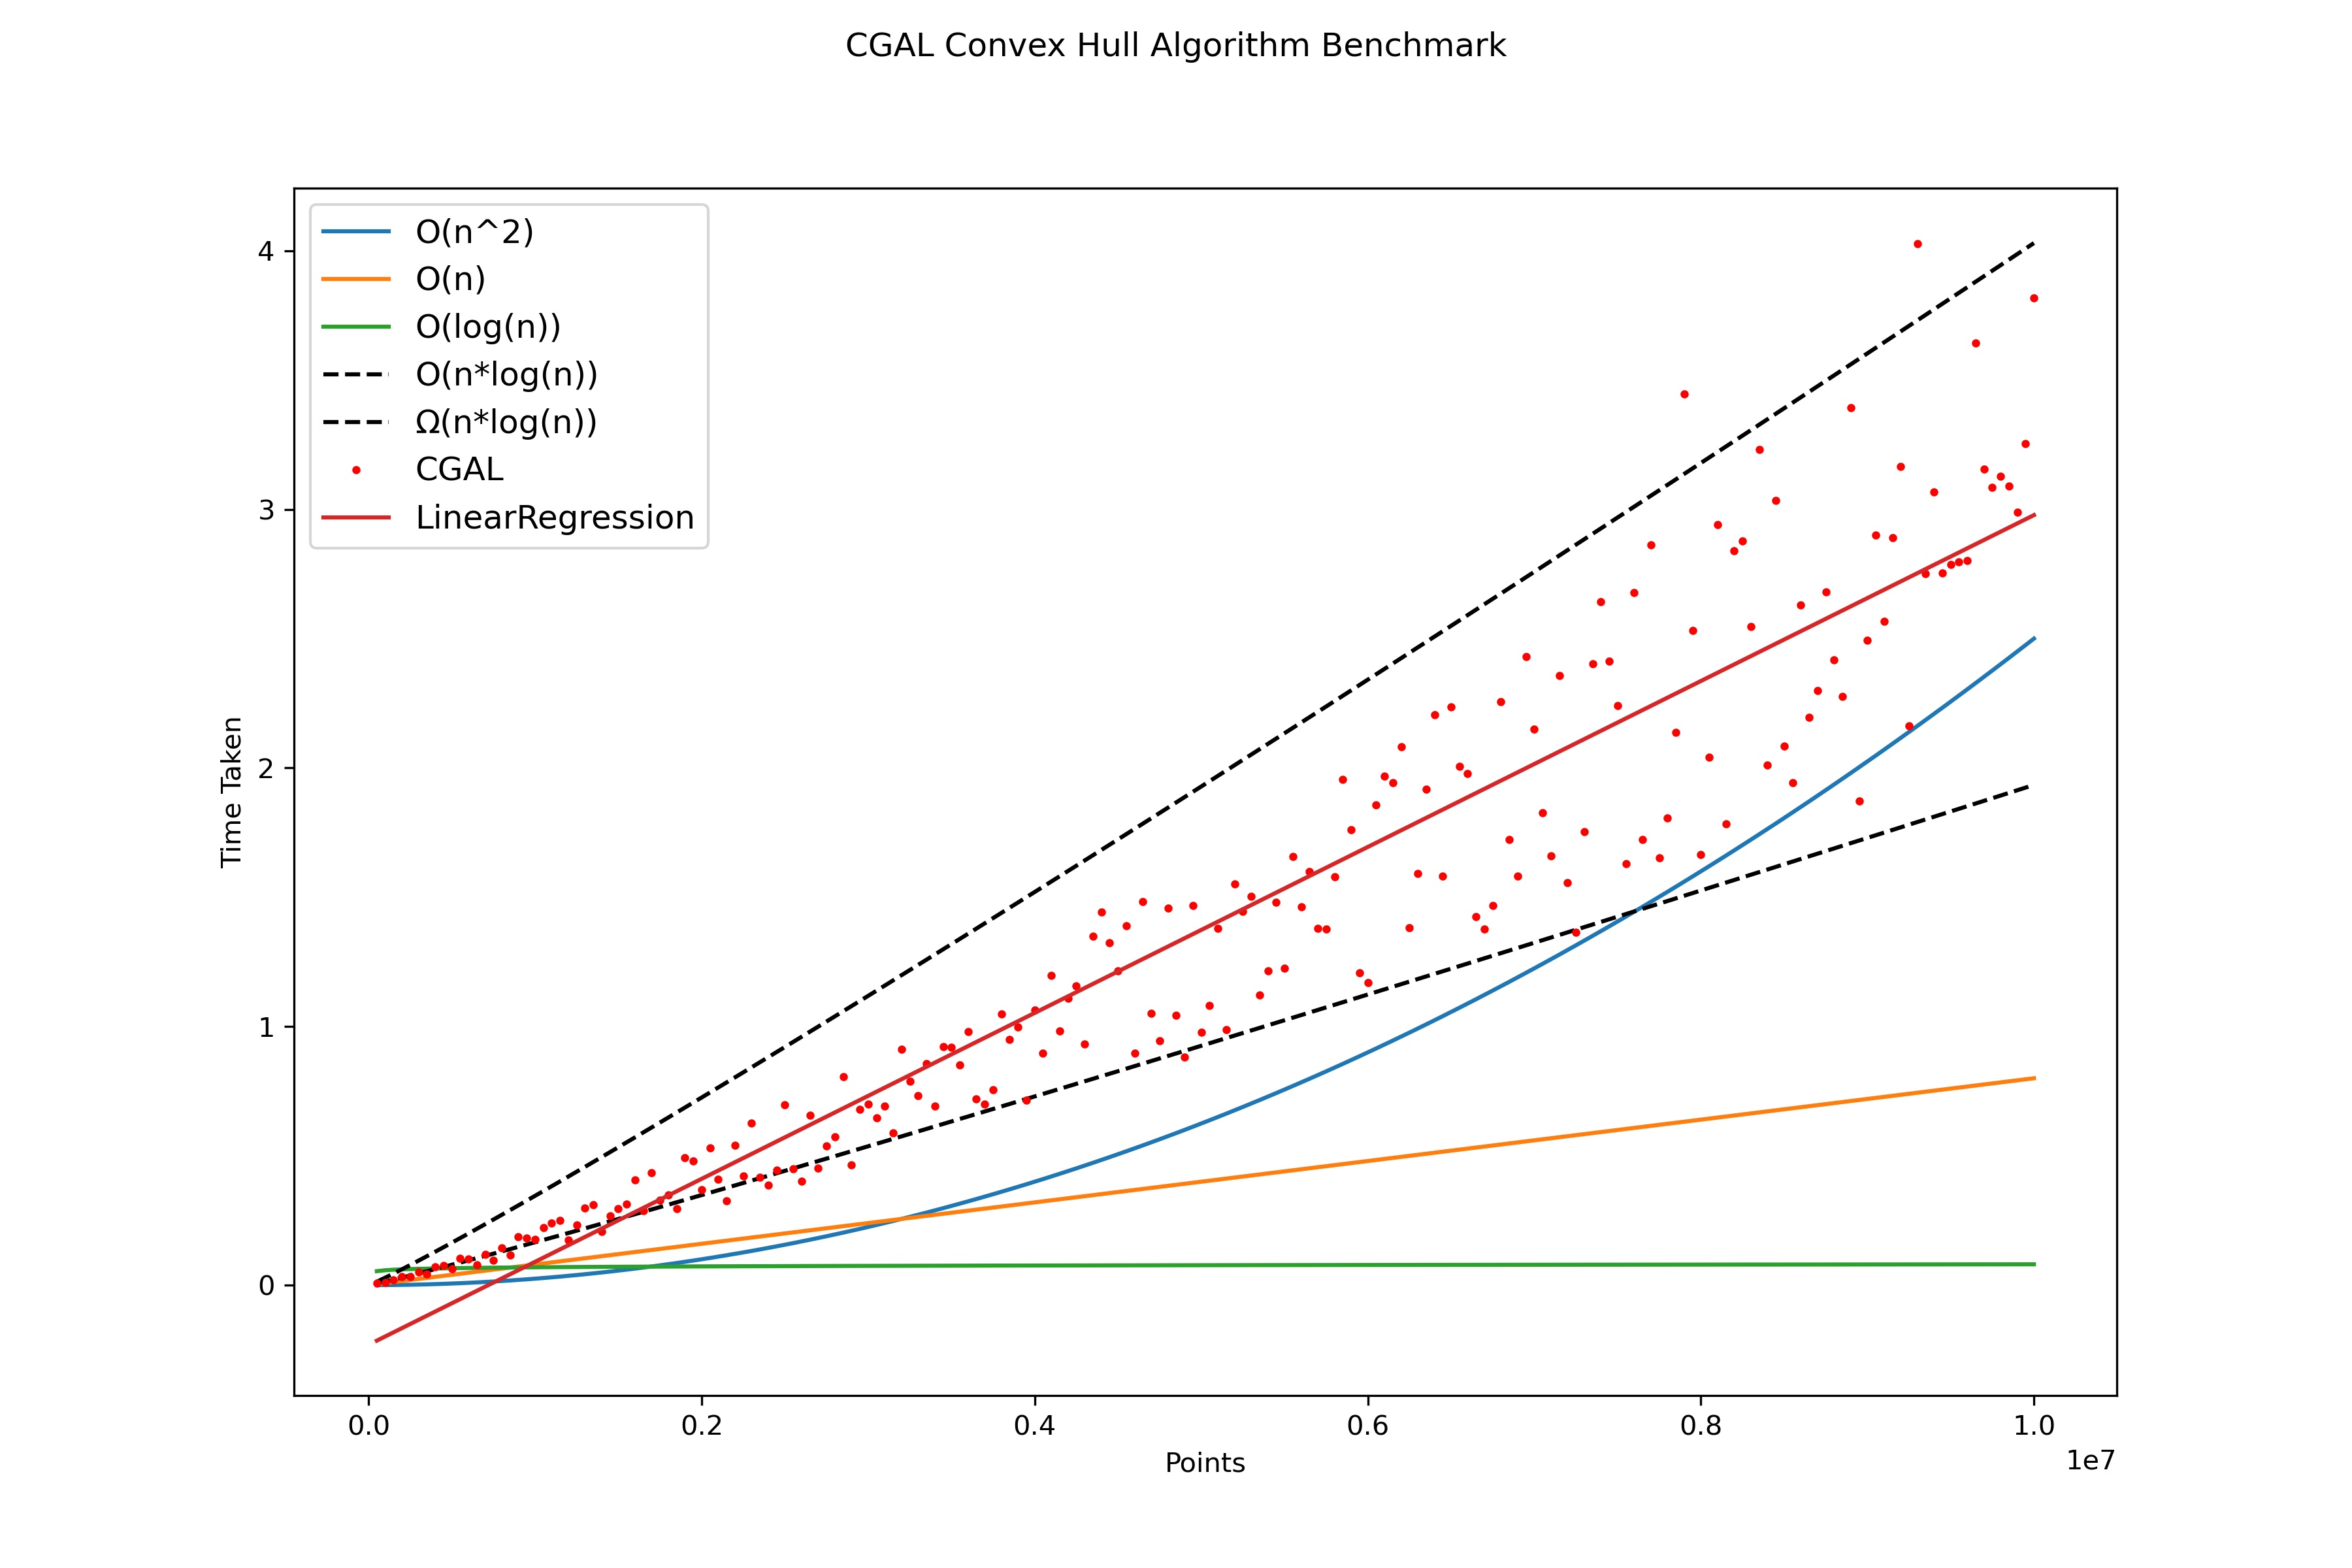 CGAL Convex Hull Algorithm Benchmark
O(n^2)
O(n)
O(log(n))
O(n*log(n))
Ω(n*log(n))
CGAL
LinearRegression
4
3
2
1
0
Time Taken
0.0 0.2 0.4 0.6 0.8 1.0
Points
1e7